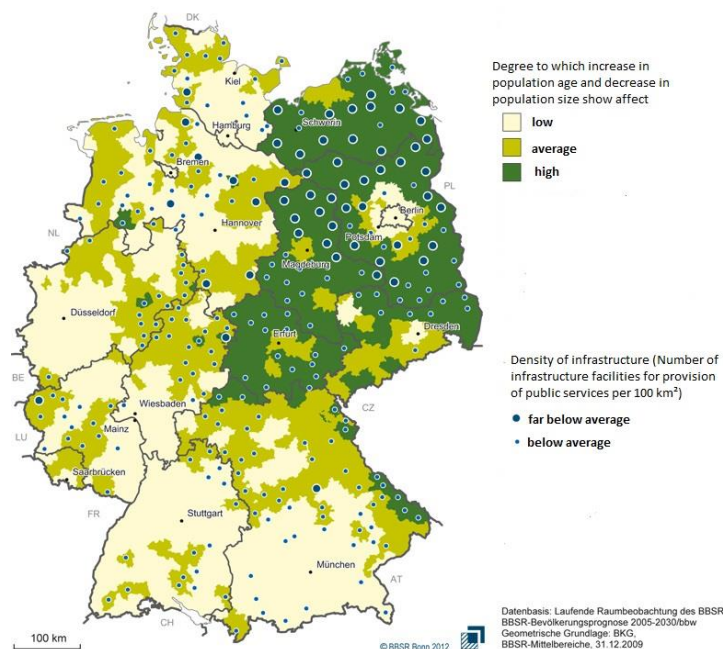 DK
Kiel
Hamburg
Schwerin
Bremen
PL
Berlin
NL
Hannover
Potsdam
Magdeburg
Düsseldorf
Erfurt
Dresden
BE
Wiesbaden
CZ
LU
Mainz
Saarbrücken
FR
Stuttgart
München
AT
CH
100 km
© BBSR Bonn 2012
Degree to which increase in
population age and decrease in
population size show affect
low
average
high
Density of infrastructure (Number of
infrastructure facilities for provision
of public services per 100 km²)
far below average
below average
Datenbasis: Laufende Raumbeobachtung des BBSR
BBSR-Bevölkerungsprognose 2005-2030/bbw
Geometrische Grundlage: BKG,
BBSR-Mittelbereiche, 31.12.2009